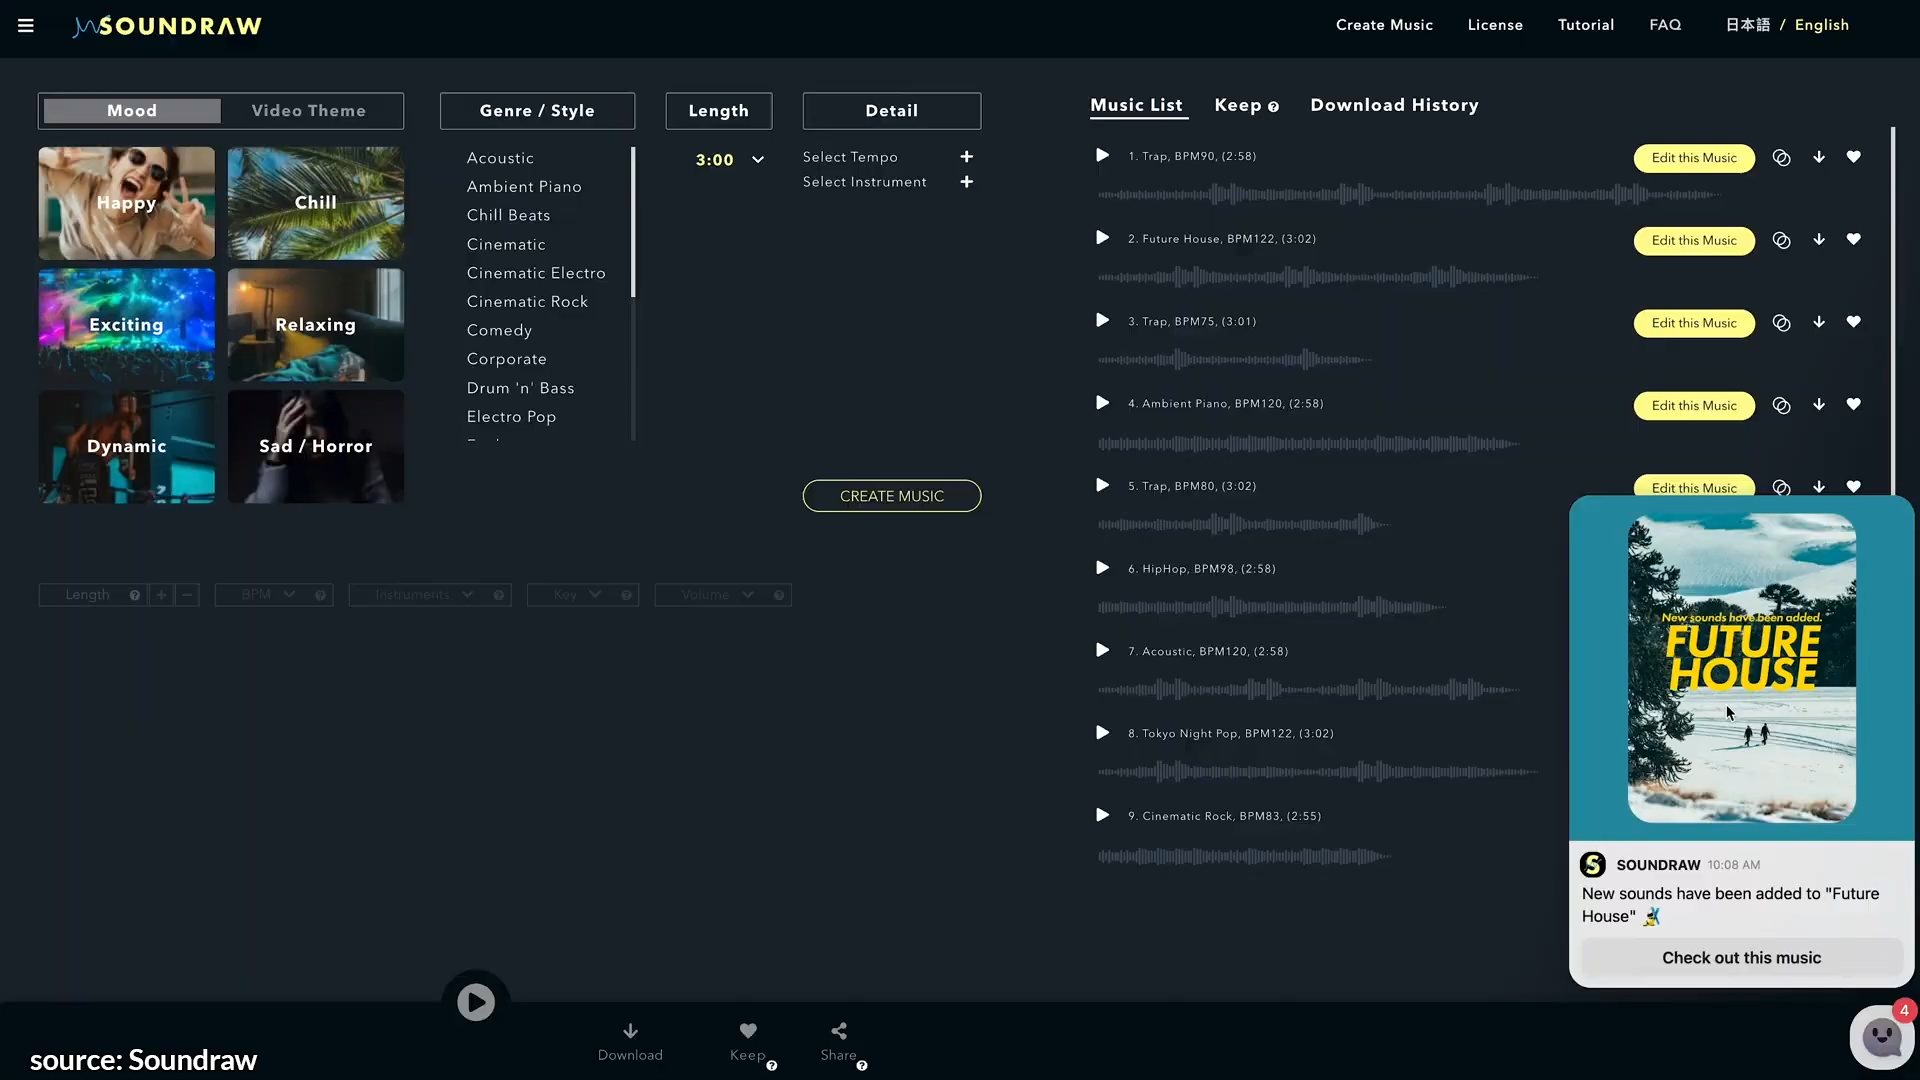 SOUNDRAW
Create Music
License
Tutorial
FAQ
日本語 / English
Mood
Video Theme
Happy
Chill
Exciting
Relaxing
Dynamic
Sad / Horror
Genre / Style
Acoustic
Ambient Piano
Chill Beats
Cinematic
Cinematic Electro
Cinematic Rock
Comedy
Corporate
Drum 'n' Bass
Electro Pop
Length
3:00
Detail
Select Tempo +
Select Instrument +
CREATE MUSIC
Length ? + −
BPM ?
Instruments ?
Key ?
Volume ?
Music List
Keep ?
Download History
1. Trap, BPM90, (2:58)
Edit this Music
2. Future House, BPM122, (3:02)
Edit this Music
3. Trap, BPM75, (3:01)
Edit this Music
4. Ambient Piano, BPM120, (2:58)
Edit this Music
5. Trap, BPM80, (3:02)
Edit this Music
6. HipHop, BPM98, (2:58)
7. Acoustic, BPM120, (2:58)
8. Tokyo Night Pop, BPM122, (3:02)
9. Cinematic Rock, BPM83, (2:55)
New sounds have been added.
FUTURE
HOUSE
S
SOUNDRAW 10:08 AM
New sounds have been added to "Future
House"
Check out this music
4
Download
Keep ?
Share ?
source: Soundraw